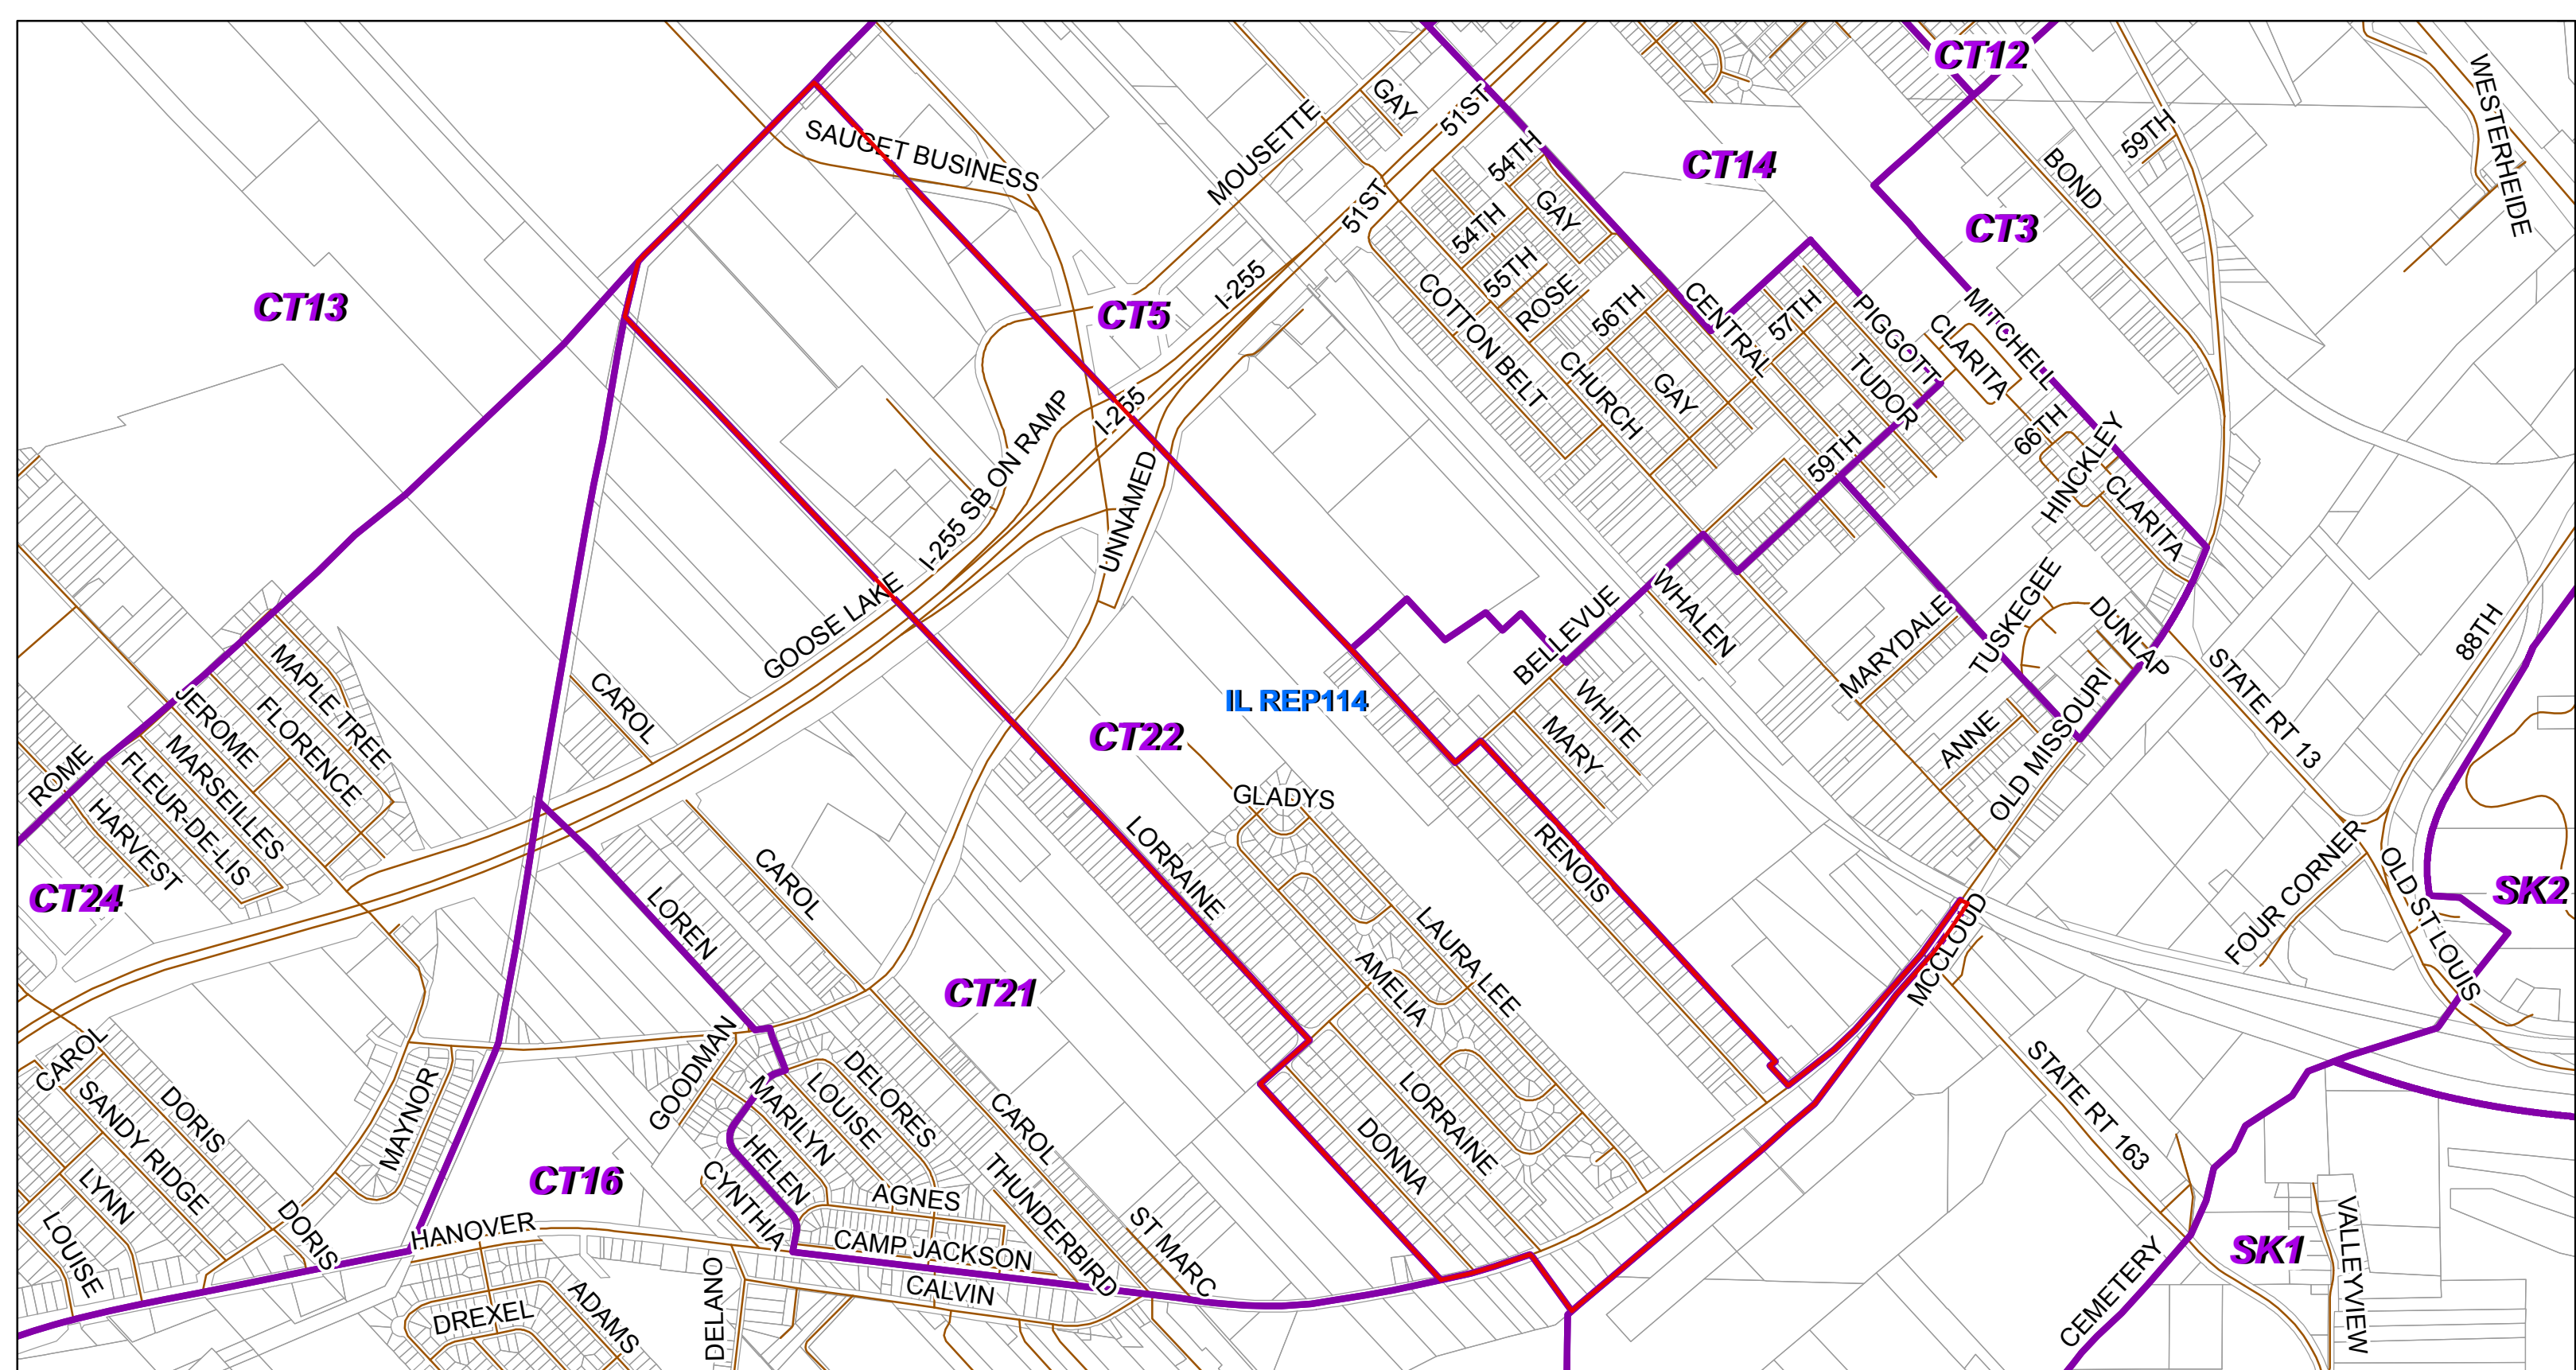 CT12
WESTERHEIDE
GAY
51ST
MOUSETTE
SAUGET BUSINESS
54TH
CT14
59TH
BOND
51ST
GAY
54TH
CT3
55TH
I-255
CT13
CT5
ROSE
COTTON BELT
56TH
CENTRAL
57TH
PIGGOTT
MITCHELL
CLARITA
CHURCH
GAY
TUDOR
I-255
66TH
HINCKLEY
59TH
CLARITA
I-255 SB ON RAMP
UNNAMED
GOOSE LAKE
BELLEVUE
WHALEN
MARYDALE
TUSKEGEE
DUNLAP
88TH
STATE RT 13
MAPLE TREE
CAROL
JEROME
FLORENCE
IL REP114
CT22
WHITE
MARY
ANNE
OLD MISSOURI
ROME
MARSEILLES
FLEUR-DE-LIS
HARVEST
GLADYS
LORRAINE
RENOIS
FOUR CORNER
OLD ST LOUIS
SK2
CT24
CAROL
LOREN
LAURA LEE
AMELIA
MCCLOUD
CT21
CAROL
DORIS
SANDY RIDGE
MAYNOR
GOODMAN
DELORES
LOUISE
MARILYN
CAROL
LORRAINE
STATE RT 163
DONNA
HELEN
CT16
CYNTHIA
AGNES
THUNDERBIRD
LYNN
DORIS
LOUISE
HANOVER
CAMP JACKSON
ST MARC
CALVIN
DELANO
DREXEL
ADAMS
CEMETERY
SK1
VALLEYVIEW